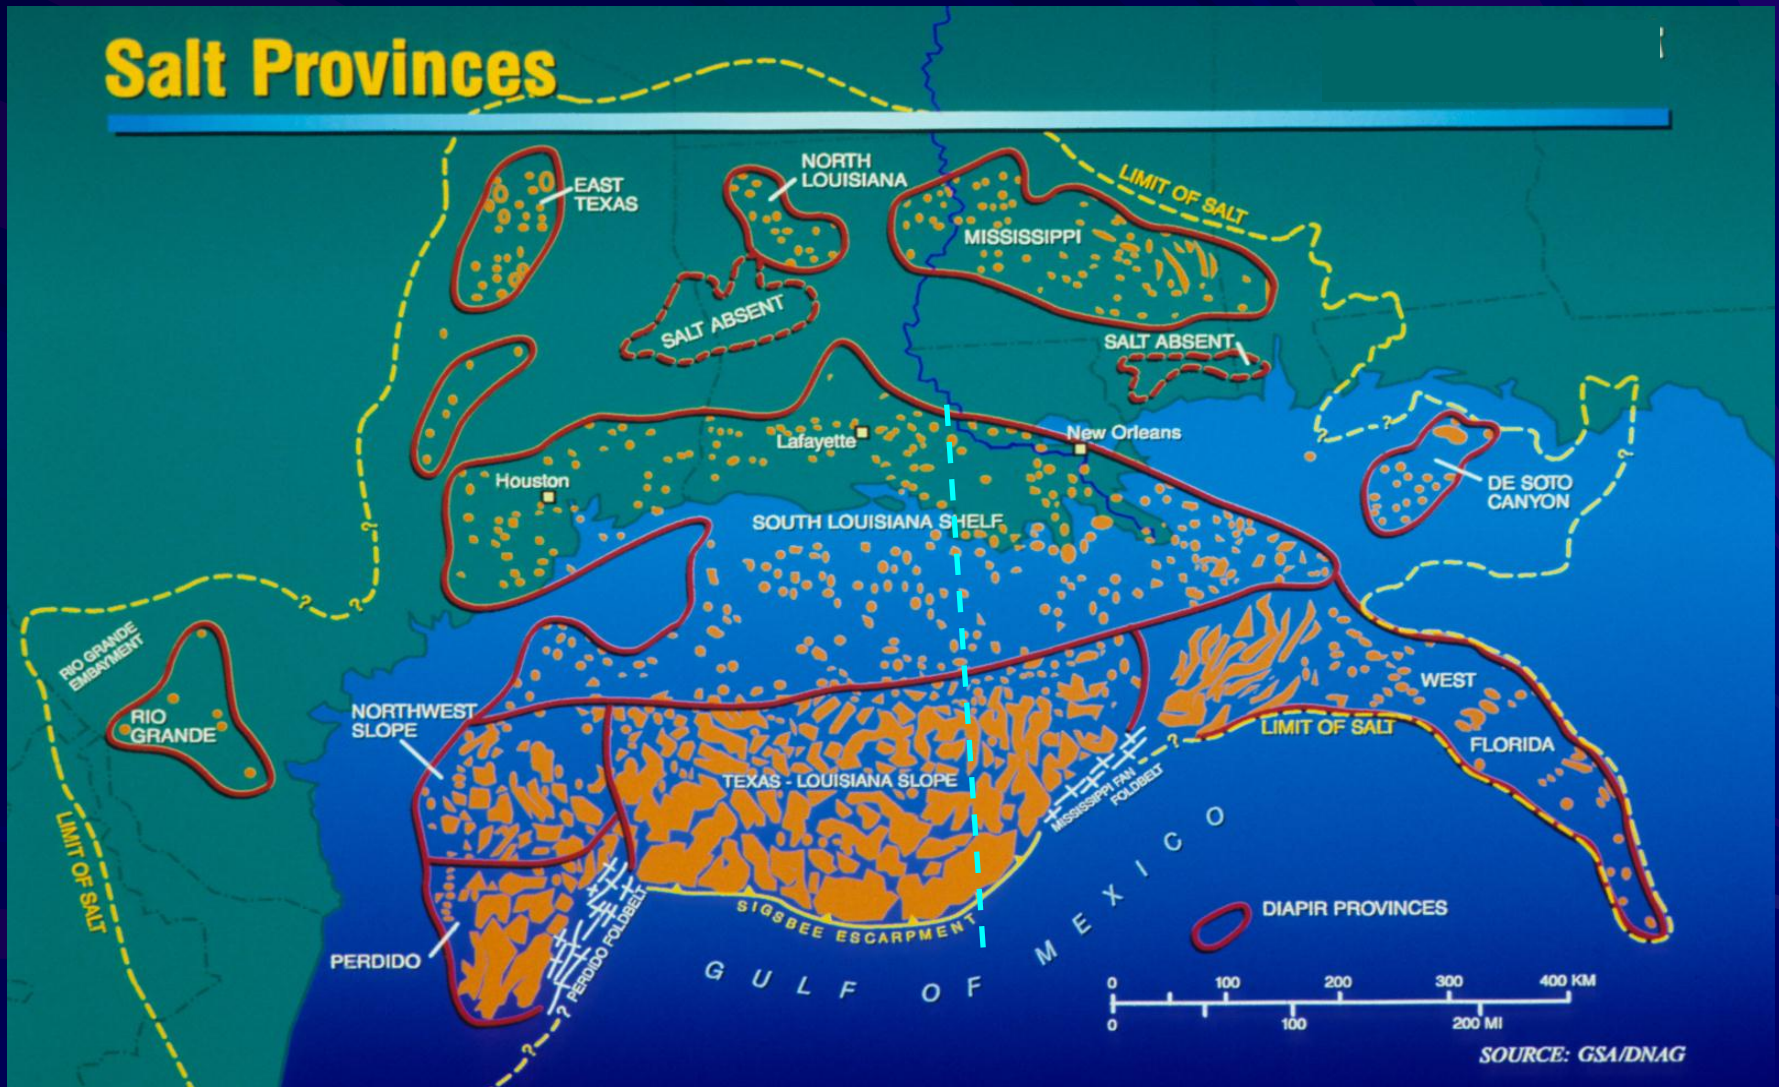 Salt Provinces
NORTH
LOUISIANA
EAST
TEXAS
LIMIT OF SALT
MISSISSIPPI
SALT ABSENT
SALT ABSENT
Lafayette
New Orleans
?
?
?
Houston
DE SOTO
CANYON
?
SOUTH LOUISIANA SHELF
?
?
RIO GRANDE
EMBAYMENT
RIO
GRANDE
NORTHWEST
SLOPE
WEST
FLORIDA
LIMIT OF SALT
?
TEXAS - LOUISIANA SLOPE
MISSISSIPPI FAN
FOLDBELT
LIMIT OF SALT
PERDIDO
PERDIDO FOLDBELT
SIGSBEE ESCARPMENT
GULF OF MEXICO
DIAPIR PROVINCES
0 100 200 300 400 KM
0 100 200 MI
?
?
SOURCE: GSA/DNAG